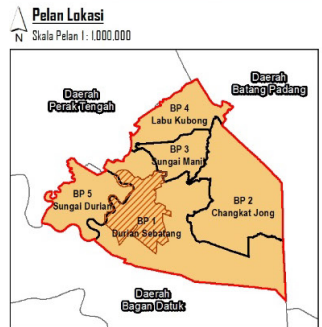 Pelan Lokasi
N
Skala Pelan 1 : 1,000,000
Daerah
Perak Tengah
Daerah
Batang Padang
BP 4
Labu Kubong
BP 3
Sungai Manik
BP 5
Sungai Durian
BP 2
Changkat Jong
BP 1
Durian Sebatang
Daerah
Bagan Datuk